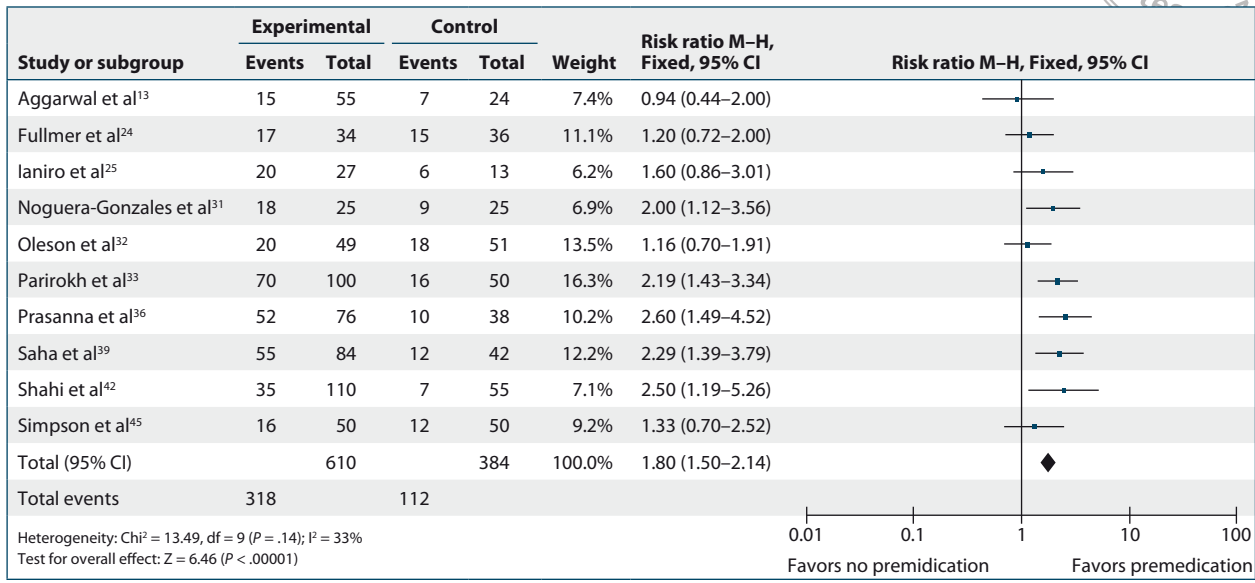 Experimental Control
Study or subgroup Events Total Events Total Weight Risk ratio M–H, Fixed, 95% CI Risk ratio M–H, Fixed, 95% CI
Aggarwal et al13 15 55 7 24 7.4% 0.94 (0.44–2.00)
Fullmer et al24 17 34 15 36 11.1% 1.20 (0.72–2.00)
Ianiro et al25 20 27 6 13 6.2% 1.60 (0.86–3.01)
Noguera-Gonzales et al31 18 25 9 25 6.9% 2.00 (1.12–3.56)
Oleson et al32 20 49 18 51 13.5% 1.16 (0.70–1.91)
Parirokh et al33 70 100 16 50 16.3% 2.19 (1.43–3.34)
Prasanna et al36 52 76 10 38 10.2% 2.60 (1.49–4.52)
Saha et al39 55 84 12 42 12.2% 2.29 (1.39–3.79)
Shahi et al42 35 110 7 55 7.1% 2.50 (1.19–5.26)
Simpson et al45 16 50 12 50 9.2% 1.33 (0.70–2.52)
Total (95% CI) 610 384 100.0% 1.80 (1.50–2.14)
Total events 318 112
Heterogeneity: Chi² = 13.49, df = 9 (P = .14); I² = 33%
Test for overall effect: Z = 6.46 (P < .00001)
0.01 0.1 1 10 100
Favors no premidication Favors premedication